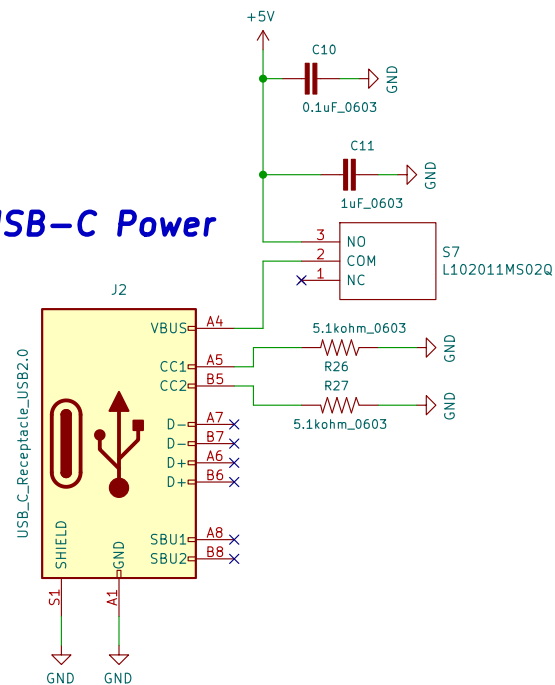 +5V
C10
GND
0.1uF_0603
C11
GND
1uF_0603
USB-C Power
3 NO
2 COM
1 NC
S7
L102011MS02Q
J2
VBUS A4
CC1 A5
CC2 B5
5.1kohm_0603
R26
GND
R27
5.1kohm_0603
GND
D- A7
D- B7
D+ A6
D+ B6
SBU1 A8
SBU2 B8
USB_C_Receptacle_USB2.0
SHIELD
GND
S1
A1
GND
GND